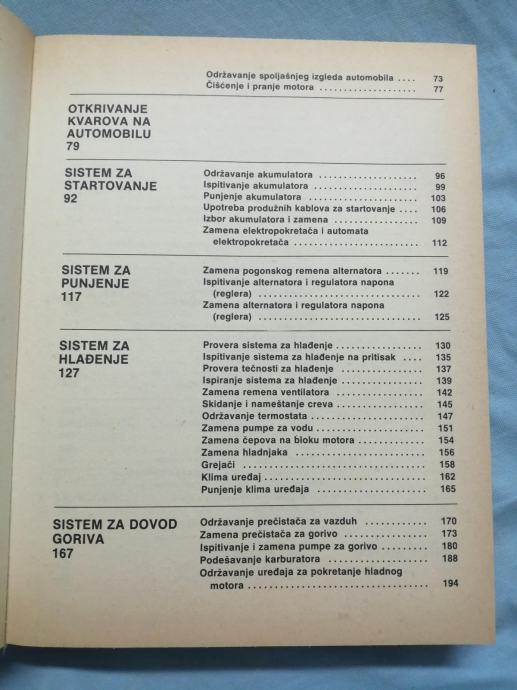 Održavanje spoljašnjeg izgleda automobila .... 73
Čišćenje i pranje motora ................... 77
OTKRIVANJE
KVAROVA NA
AUTOMOBILU
79
SISTEM ZA
STARTOVANJE
92
Održavanje akumulatora ..................... 96
Ispitivanje akumulatora .................... 99
Punjenje akumulatora ....................... 103
Upotreba produžnih kablova za startovanje .... 106
Izbor akumulatora i zamena ................. 109
Zamena elektropokretača i automata
elektropokretača ........................ 112
SISTEM ZA
PUNJENJE
117
Zamena pogonskog remena alternatora ....... 119
Ispitivanje alternatora i regulatora napona
(reglera) ................................ 122
Zamena alternatora i regulatora napona
(reglera) ................................ 125
SISTEM ZA
HLAĐENJE
127
Provera sistema za hlađenje ................. 130
Ispitivanje sistema za hlađenje na pritisak .... 135
Provera tečnosti za hlađenje ................ 137
Ispiranje sistema za hlađenje ............... 139
Zamena remena ventilatora .................. 142
Skidanje i nameštanje creva ................. 145
Održavanje termostata ...................... 147
Zamena pumpe za vodu ...................... 151
Zamena čepova na bloku motora ............. 154
Zamena hladnjaka .......................... 156
Grejači .................................... 158
Klima uređaj ................................ 162
Punjenje klima uređaja ..................... 165
SISTEM ZA DOVOD
GORIVA
167
Održavanje prečistača za vazduh ............ 170
Zamena prečistača za gorivo ................ 173
Ispitivanje i zamena pumpe za gorivo ......... 180
Podešavanje karburatora .................... 188
Održavanje uređaja za pokretanje hladnog
motora .................................. 194